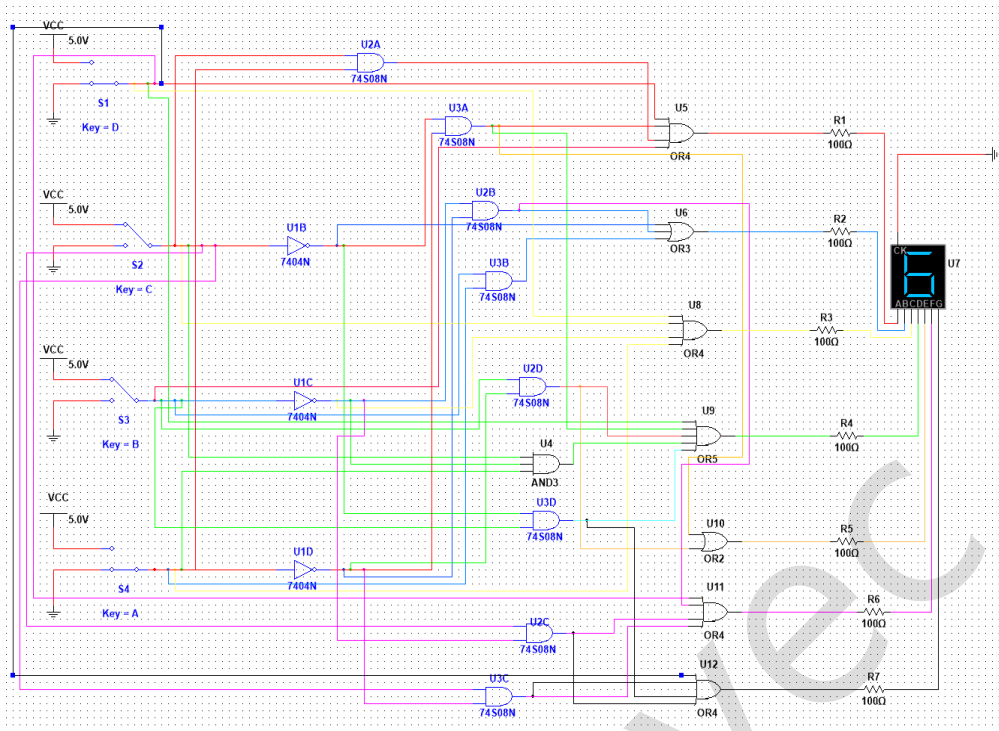 VCC
5.0V
S1
Key = D
VCC
5.0V
S2
Key = C
VCC
5.0V
S3
Key = B
VCC
5.0V
S4
Key = A
U1B
7404N
U1C
7404N
U1D
7404N
U2A
74S08N
U3A
74S08N
U2B
74S08N
U3B
74S08N
U2D
74S08N
U4
AND3
U3D
74S08N
U2C
74S08N
U3C
74S08N
U5
OR4
U6
OR3
U8
OR4
U9
OR5
U10
OR2
U11
OR4
U12
OR4
R1
100Ω
R2
100Ω
R3
100Ω
R4
100Ω
R5
100Ω
R6
100Ω
R7
100Ω
U7
CK
6
ABCDEFG